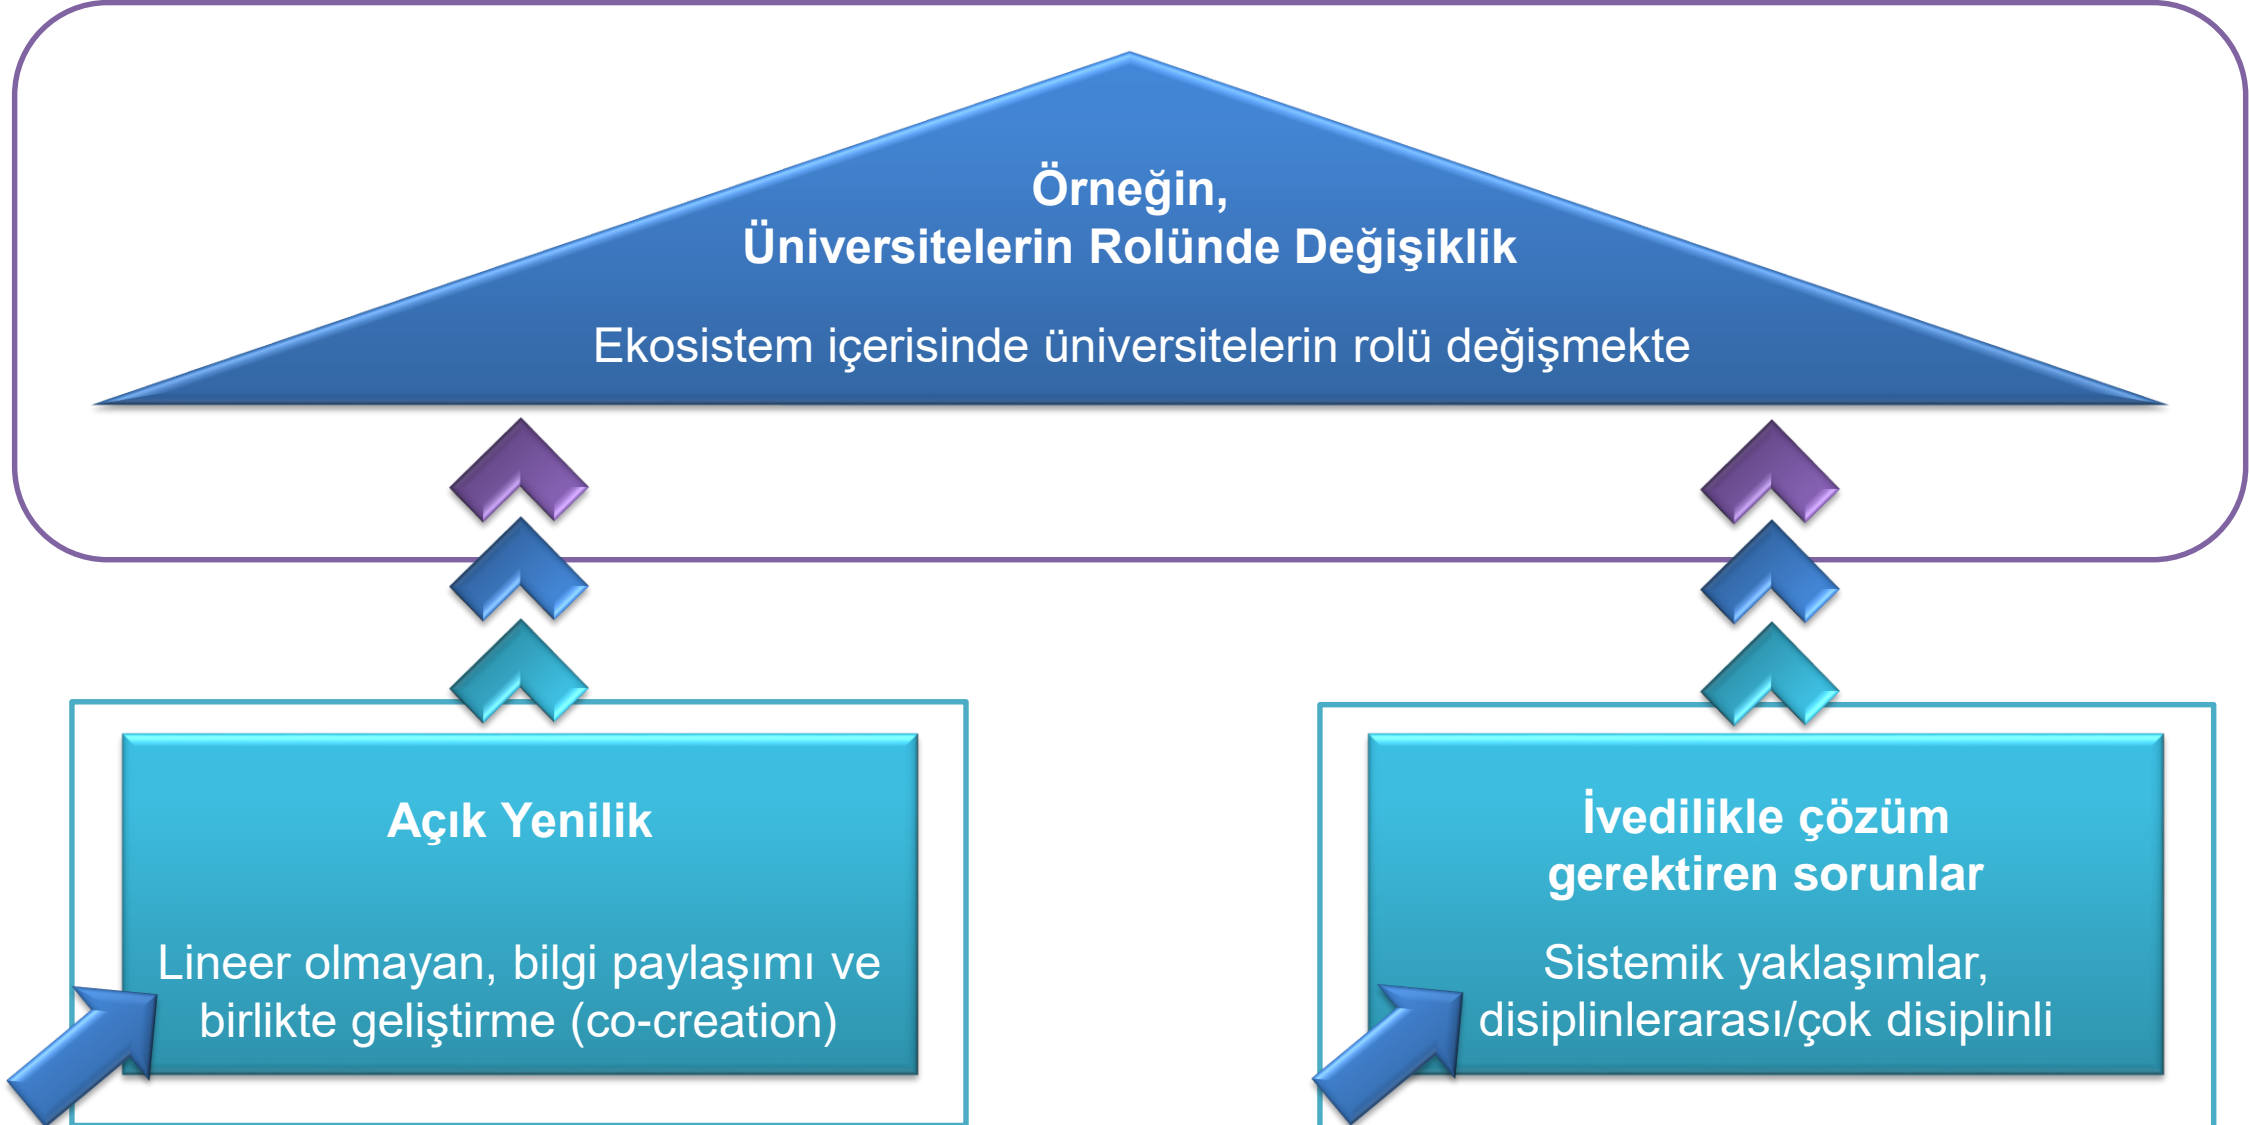 Örneğin,
Üniversitelerin Rolünde Değişiklik
Ekosistem içerisinde üniversitelerin rolü değişmekte
Açık Yenilik
Lineer olmayan, bilgi paylaşımı ve
birlikte geliştirme (co-creation)
İvedilikle çözüm
gerektiren sorunlar
Sistemik yaklaşımlar,
disiplinlerarası/çok disiplinli